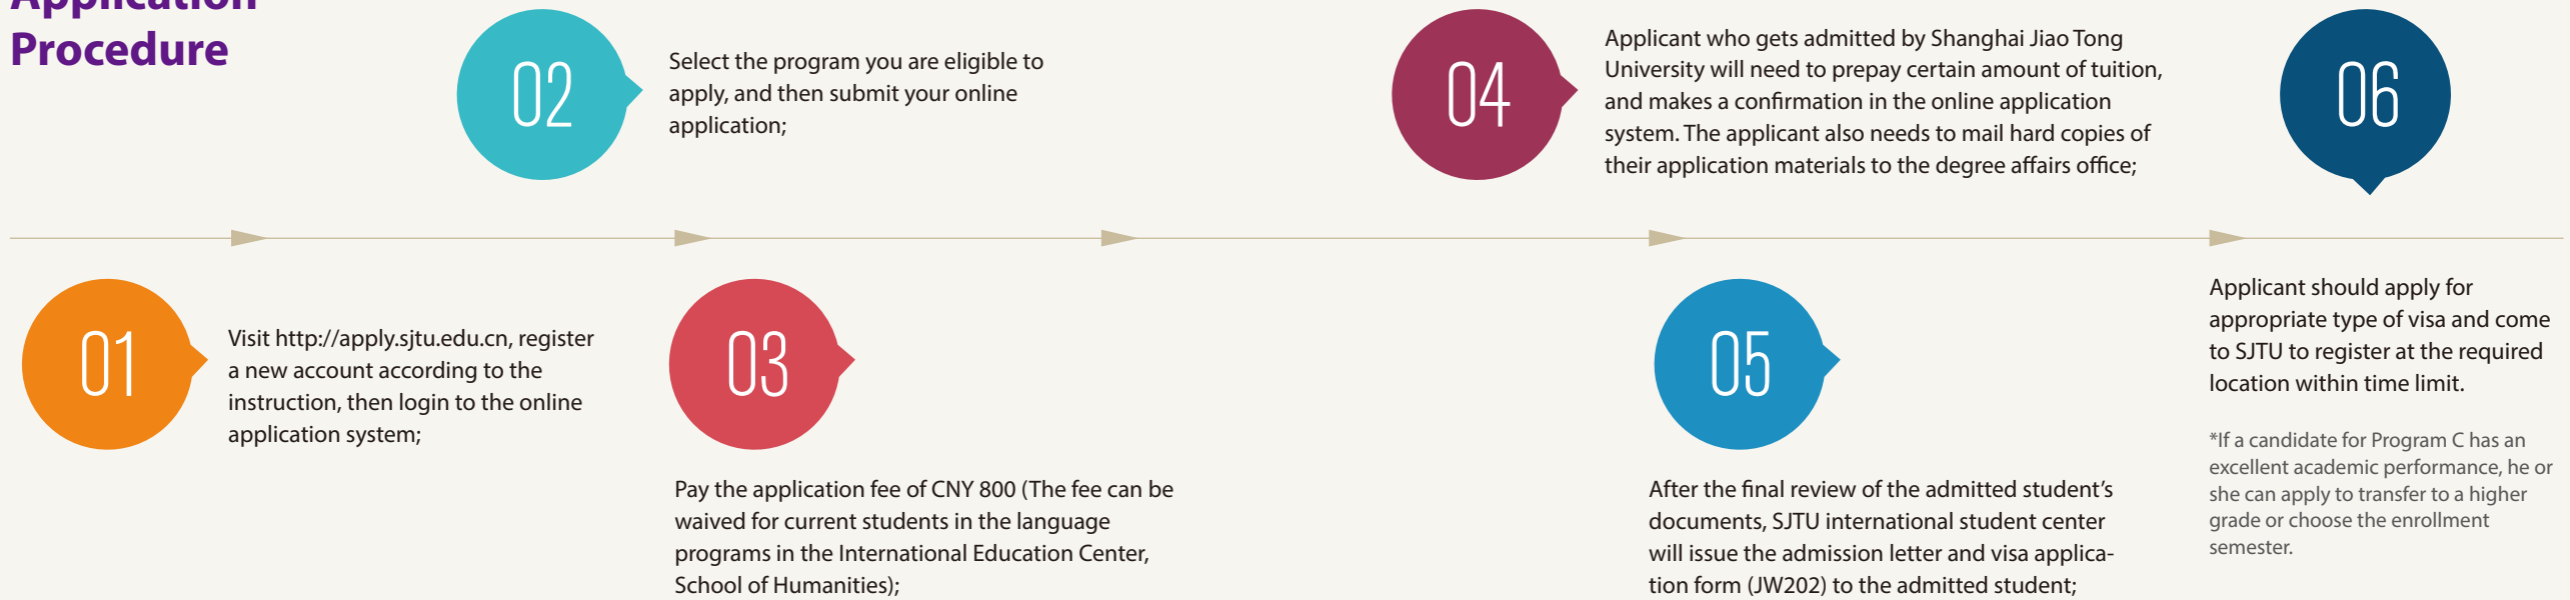 Application
Procedure
01
Visit http://apply.sjtu.edu.cn, register
a new account according to the
instruction, then login to the online
application system;
02
Select the program you are eligible to
apply, and then submit your online
application;
03
Pay the application fee of CNY 800 (The fee can be
waived for current students in the language
programs in the International Education Center,
School of Humanities);
04
Applicant who gets admitted by Shanghai Jiao Tong
University will need to prepay certain amount of tuition,
and makes a confirmation in the online application
system. The applicant also needs to mail hard copies of
their application materials to the degree affairs office;
05
After the final review of the admitted student’s
documents, SJTU international student center
will issue the admission letter and visa applica-
tion form (JW202) to the admitted student;
06
Applicant should apply for
appropriate type of visa and come
to SJTU to register at the required
location within time limit.
*If a candidate for Program C has an
excellent academic performance, he or
she can apply to transfer to a higher
grade or choose the enrollment
semester.